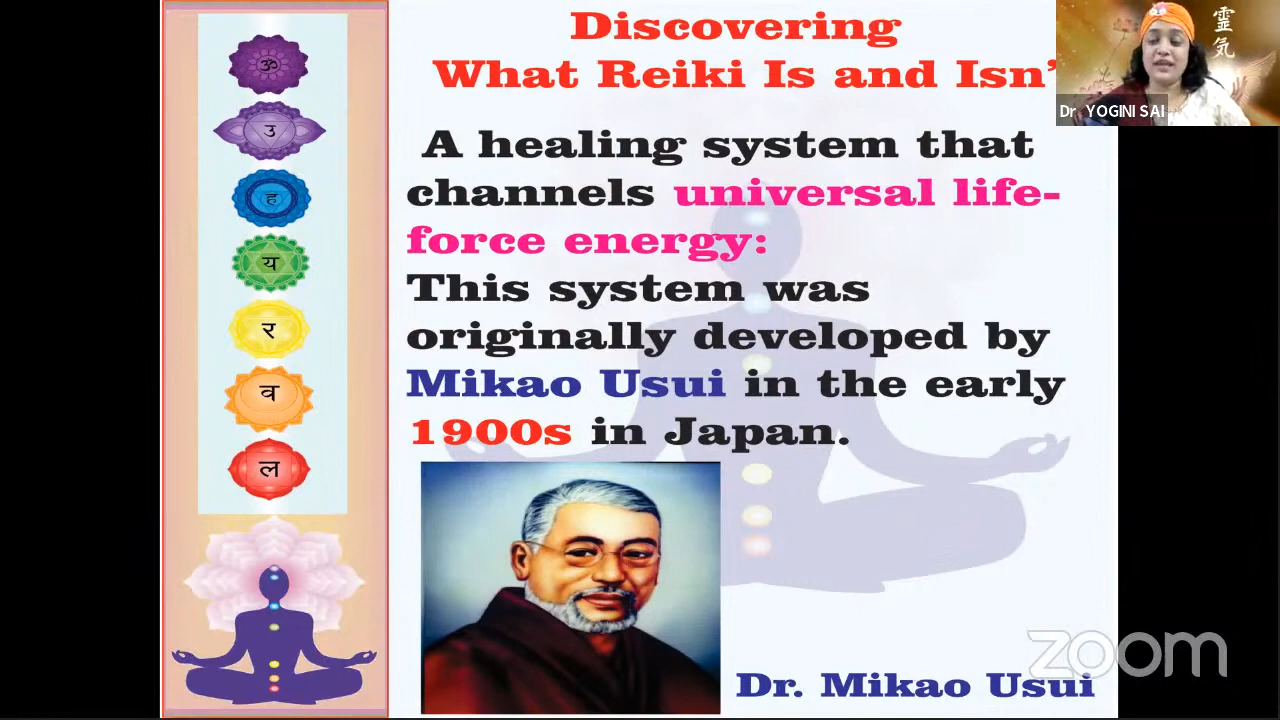 Discovering
What Reiki Is and Isn'
A healing system that
channels universal life-
force energy:
This system was
originally developed by
Mikao Usui in the early
1900s in Japan.
Dr. Mikao Usui
ॐ
उ
ह
य
र
व
ल
靈
気
Dr YOGINI SAI
zoom